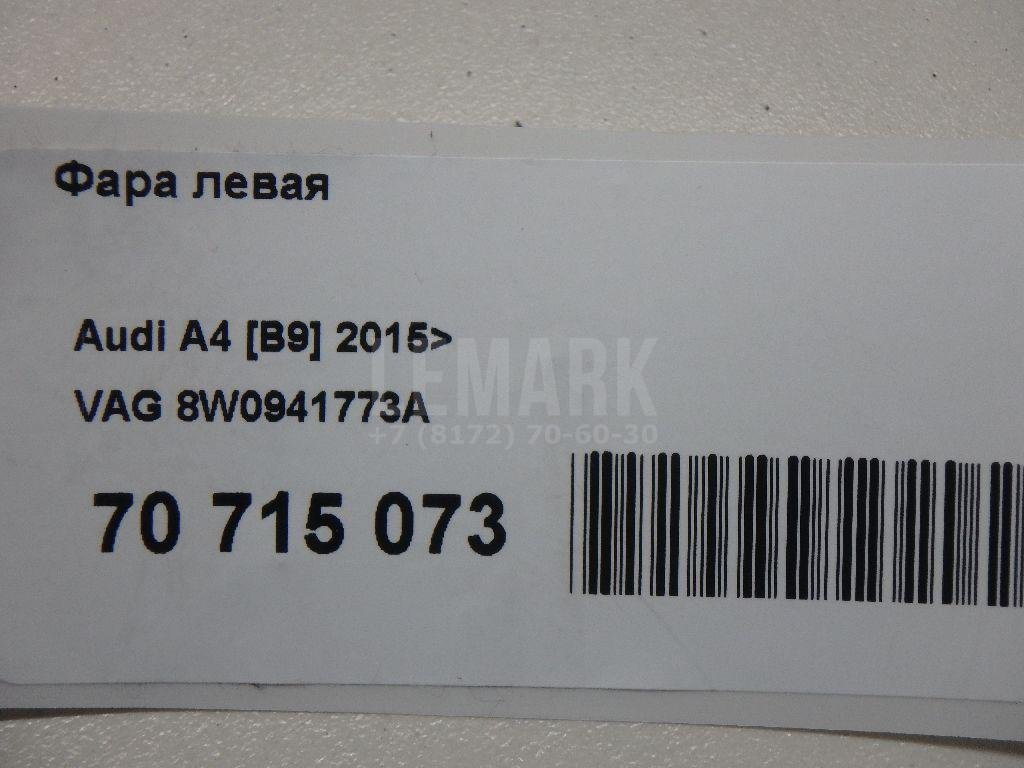 Фара левая
Audi A4 [B9] 2015>
LEMARK
VAG 8W0941773A
+7 (8172) 70-60-30
70 715 073